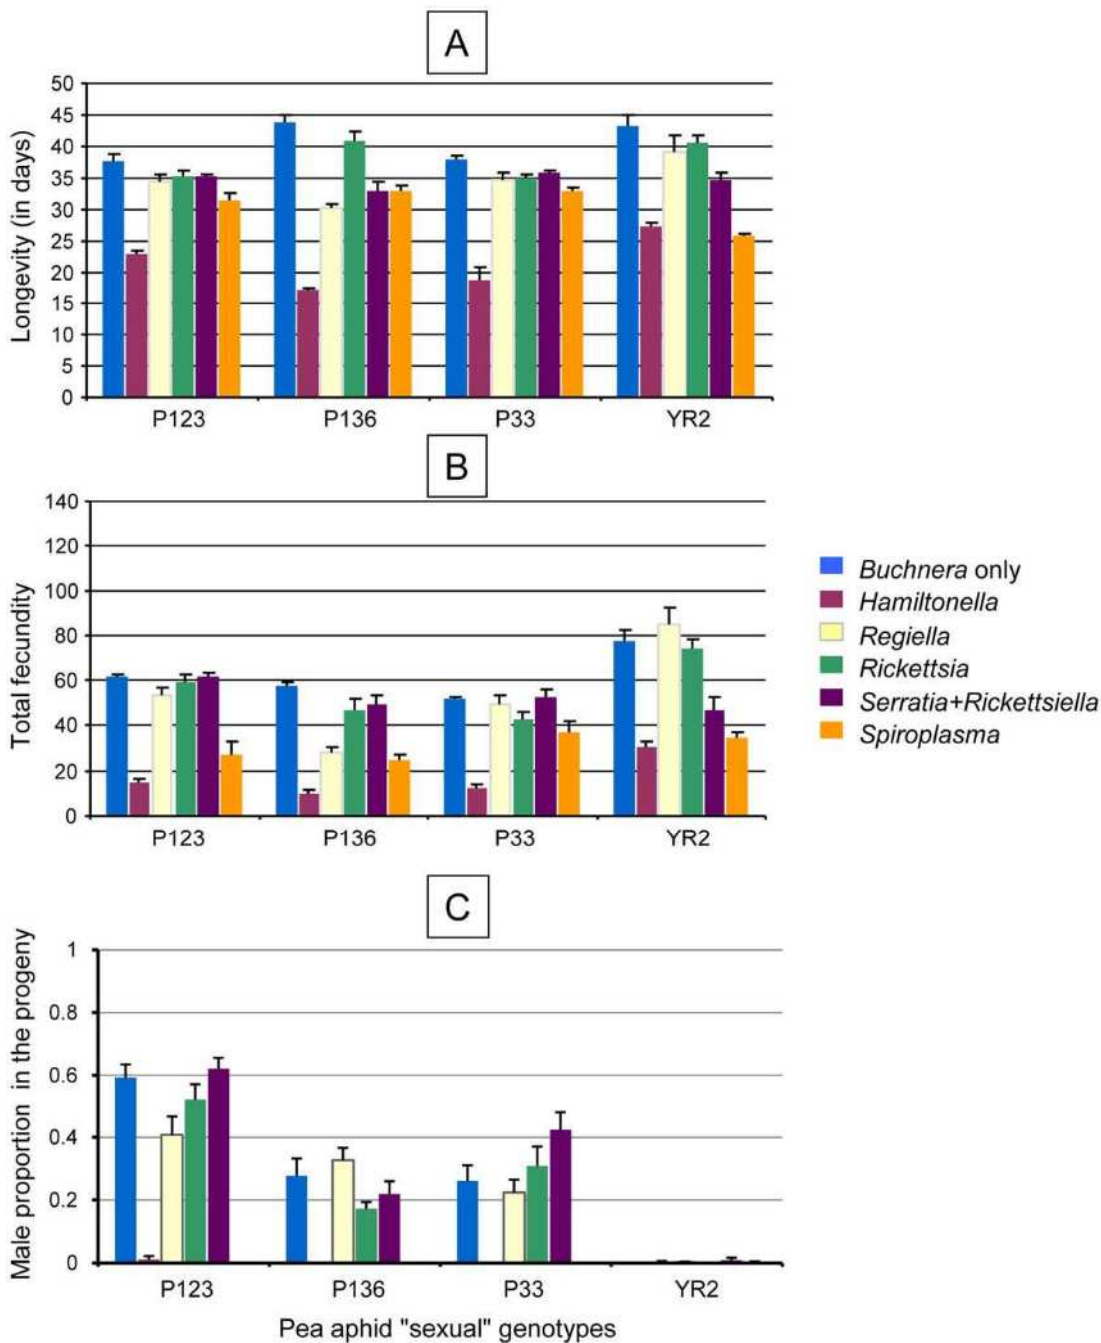 A
Longevity (in days)
50
45
40
35
30
25
20
15
10
5
0
P123 P136 P33 YR2
B
Total fecundity
140
120
100
80
60
40
20
0
P123 P136 P33 YR2
Buchnera only
Hamiltonella
Regiella
Rickettsia
Serratia+Rickettsiella
Spiroplasma
C
Male proportion in the progeny
1
0.8
0.6
0.4
0.2
0
P123 P136 P33 YR2
Pea aphid "sexual" genotypes